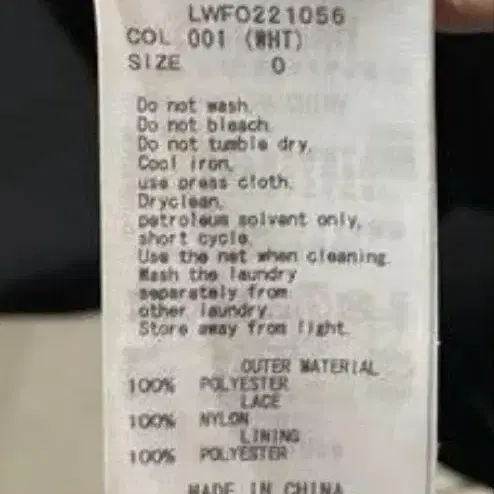 LWFO221056
COL 001 (WHT)
SIZE 0
Do not wash.
Do not bleach.
Do not tumble dry.
Cool iron,
use press cloth.
Dryclean,
petroleum solvent only,
short cycle.
Use the net when cleaning.
Wash the laundry
separately from
other laundry.
Store away from light.
OUTER MATERIAL
100% POLYESTER
LACE
100% NYLON
LINING
100% POLYESTER
MADE IN CHINA